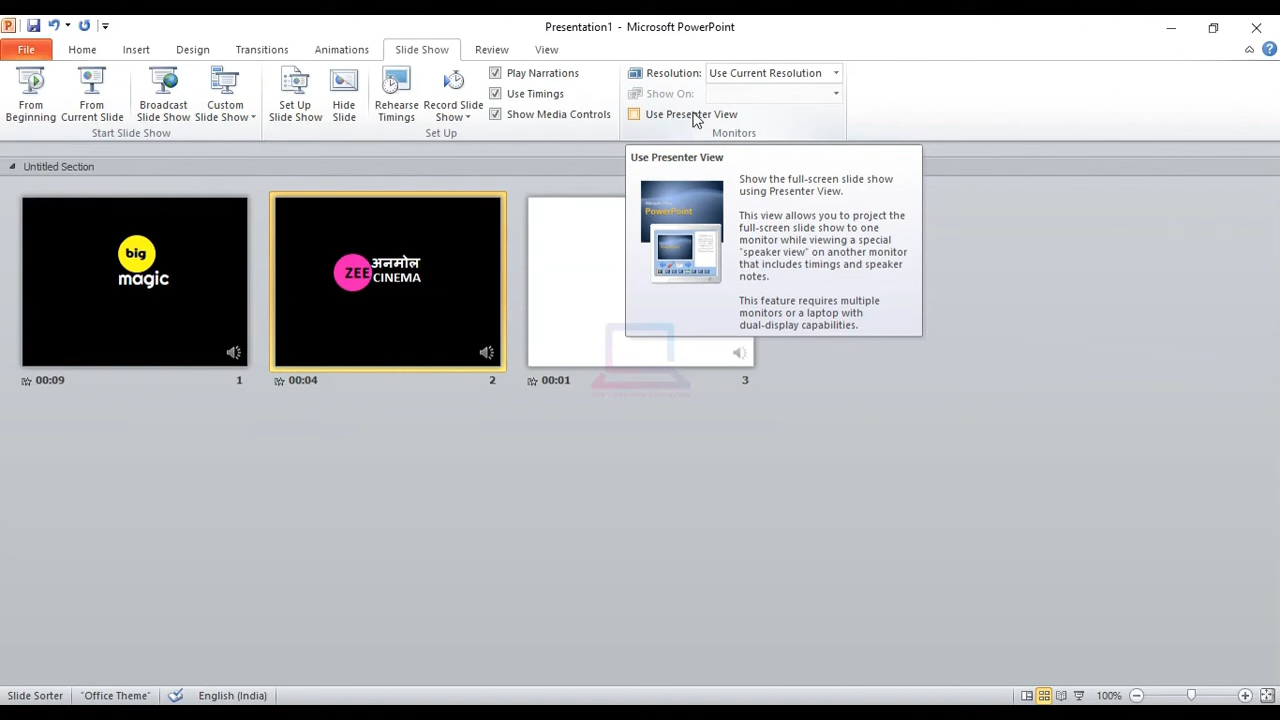 Presentation1 - Microsoft PowerPoint
File Home Insert Design Transitions Animations Slide Show Review View
From Beginning
From Current Slide
Broadcast Slide Show
Custom Slide Show
Start Slide Show
Set Up Slide Show
Hide Slide
Rehearse Timings
Record Slide Show
Play Narrations
Use Timings
Show Media Controls
Set Up
Resolution: Use Current Resolution
Show On:
Use Presenter View
Monitors
Untitled Section
big
magic
00:09 1
ZEE अनमोल
CINEMA
00:04 2
00:01 3
Use Presenter View
Microsoft Office
PowerPoint
Show the full-screen slide show
using Presenter View.
This view allows you to project the
full-screen slide show to one
monitor while viewing a special
"speaker view" on another monitor
that includes timings and speaker
notes.
This feature requires multiple
monitors or a laptop with
dual-display capabilities.
Slide Sorter "Office Theme" English (India) 100%